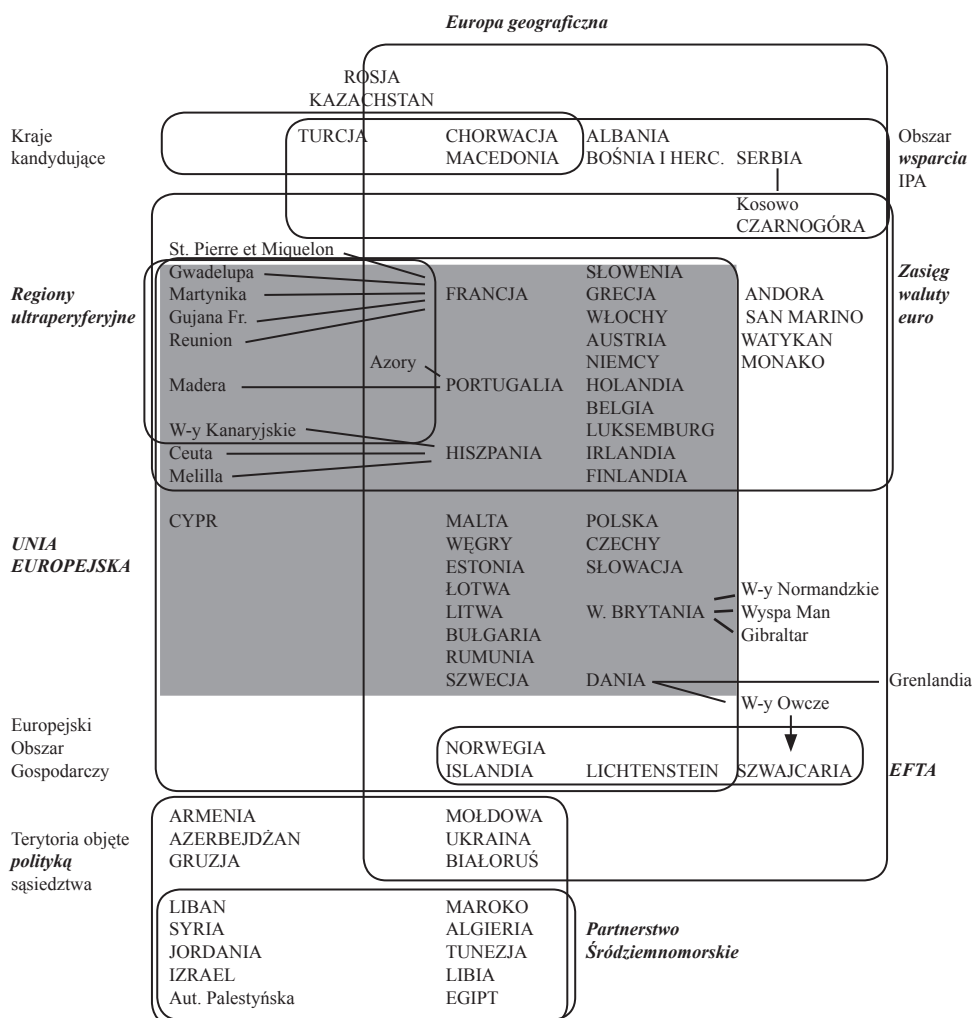 Europa geograficzna
ROSJA
KAZACHSTAN
Kraje
kandydujące
TURCJA CHORWACJA ALBANIA
MACEDONIA BOŚNIA I HERC. SERBIA
Obszar
wsparcia
IPA
Kosowo
CZARNOGÓRA
St. Pierre et Miquelon
Gwadelupa SŁOWENIA
Regiony
ultraperyferyjne
Martynika FRANCJA GRECJA ANDORA
Gujana Fr. WŁOCHY SAN MARINO
Reunion AUSTRIA WATYKAN
Zasięg
waluty
euro
Azory NIEMCY MONAKO
Madera PORTUGALIA HOLANDIA
BELGIA
W-y Kanaryjskie LUKSEMBURG
Ceuta HISZPANIA IRLANDIA
Melilla FINLANDIA
UNIA
EUROPEJSKA
CYPR MALTA POLSKA
WĘGRY CZECHY
ESTONIA SŁOWACJA
ŁOTWA W-y Normandzkie
LITWA W. BRYTANIA Wyspa Man
BUŁGARIA Gibraltar
RUMUNIA
SZWECJA DANIA Grenlandia
W-y Owcze
Europejski
Obszar
Gospodarczy
NORWEGIA
ISLANDIA LICHTENSTEIN SZWAJCARIA EFTA
Terytoria objęte
polityką
sąsiedztwa
ARMENIA MOŁDOWA
AZERBEJDŻAN UKRAINA
GRUZJA BIAŁORUŚ
LIBAN MAROKO
SYRIA ALGIERIA
JORDANIA TUNEZJA
IZRAEL LIBIA
Aut. Palestyńska EGIPT
Partnerstwo
Śródziemnomorskie